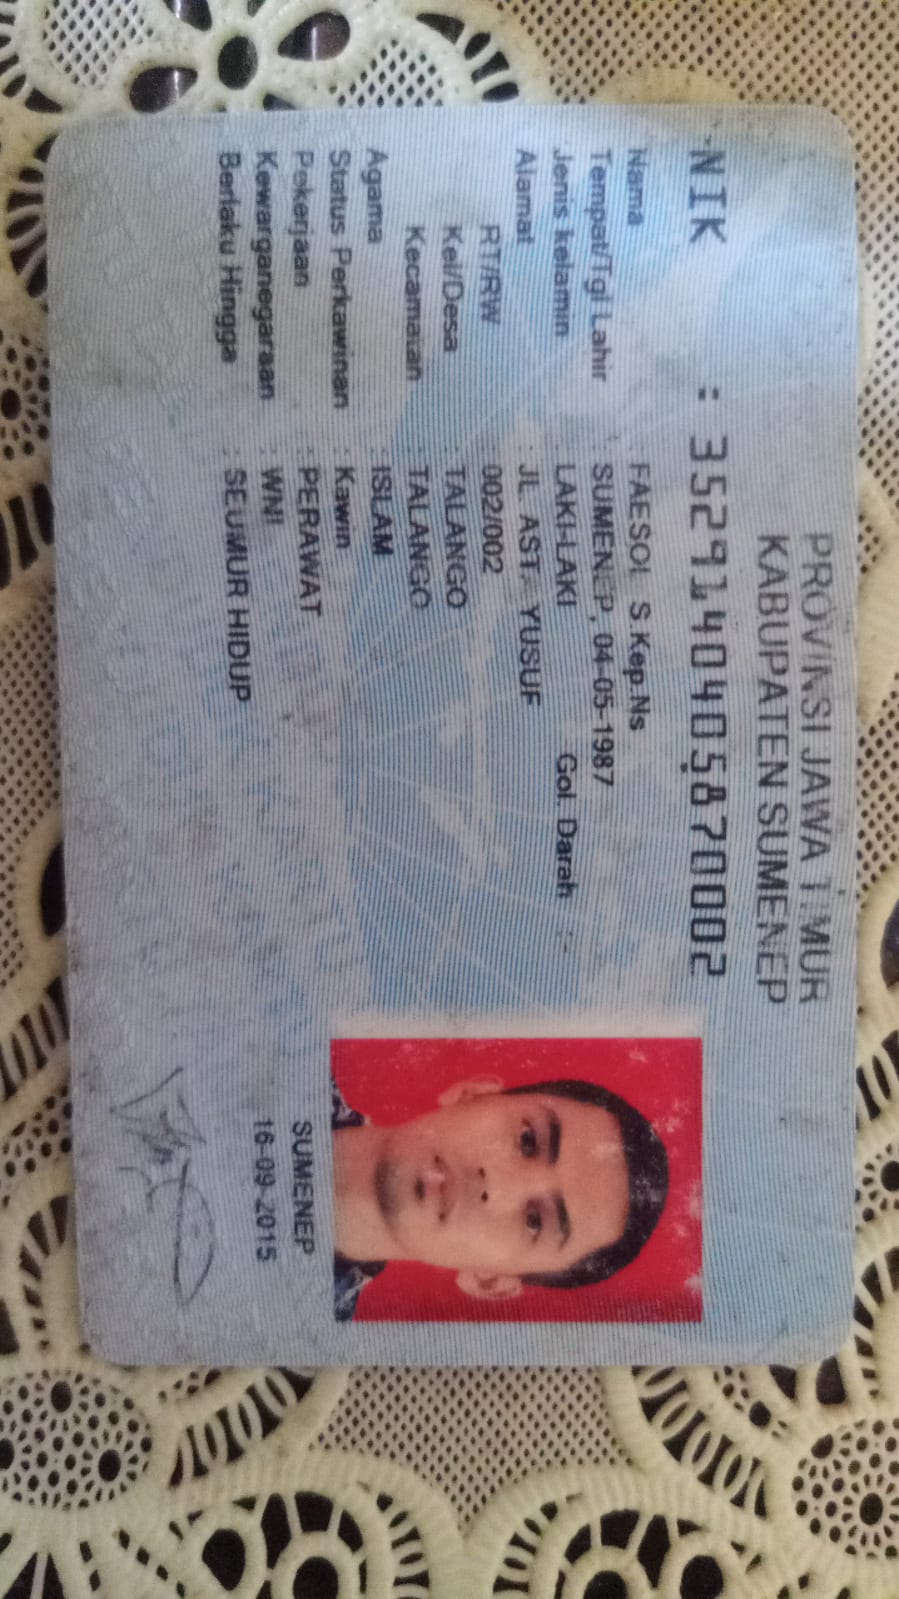 PROVINSI JAWA TIMUR
KABUPATEN SUMENEP
NIK : 3529140405870002
Nama : FAESOL S.Kep.Ns
Tempat/Tgl Lahir : SUMENEP, 04-05-1987
Jenis kelamin : LAKI-LAKI Gol. Darah : -
Alamat : JL ASTA YUSUF
RT/RW : 002/002
Kel/Desa : TALANGO
Kecamatan : TALANGO
Agama : ISLAM
Status Perkawinan : Kawin
Pekerjaan : PERAWAT
Kewarganegaraan : WNI
Berlaku Hingga : SEUMUR HIDUP
SUMENEP
16-09-2015